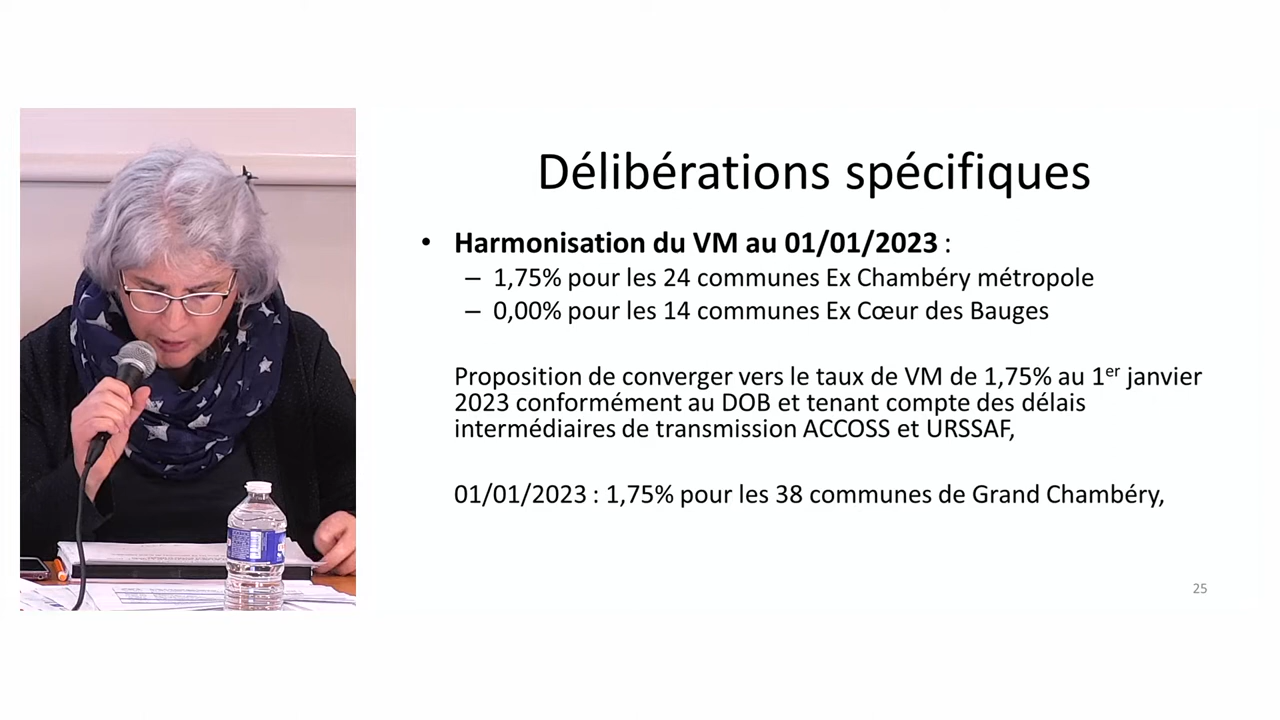 Délibérations spécifiques
• Harmonisation du VM au 01/01/2023 :
– 1,75% pour les 24 communes Ex Chambéry métropole
– 0,00% pour les 14 communes Ex Cœur des Bauges
Proposition de converger vers le taux de VM de 1,75% au 1er janvier
2023 conformément au DOB et tenant compte des délais
intermédiaires de transmission ACCOSS et URSSAF,
01/01/2023 : 1,75% pour les 38 communes de Grand Chambéry,
25